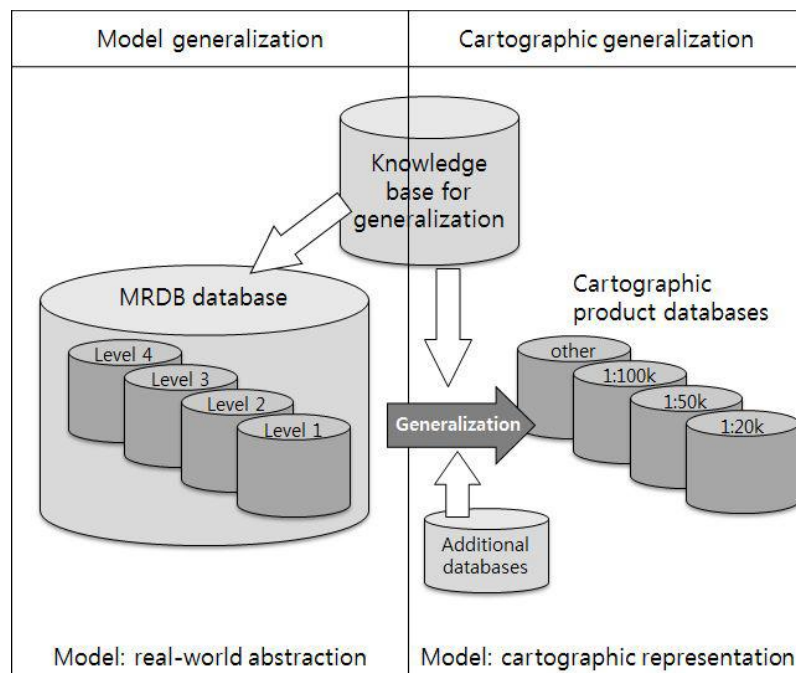 Model generalization
Cartographic generalization
Knowledge
base for
generalization
MRDB database
Level 4
Level 3
Level 2
Level 1
Generalization
Cartographic
product databases
other
1:100k
1:50k
1:20k
Additional
databases
Model: real-world abstraction
Model: cartographic representation